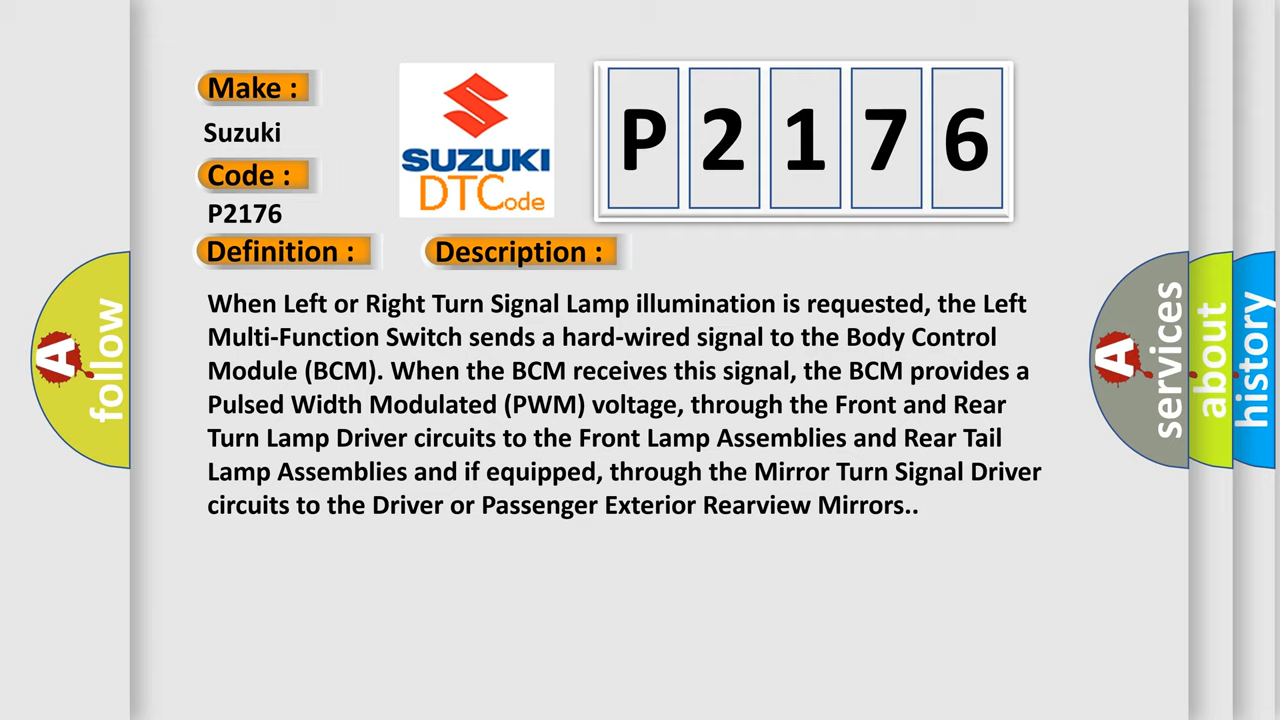 Make :
Suzuki
Code :
P2176
SUZUKI
DTCode
P 2 1 7 6
Definition :
Description :
When Left or Right Turn Signal Lamp illumination is requested, the Left
Multi-Function Switch sends a hard-wired signal to the Body Control
Module (BCM). When the BCM receives this signal, the BCM provides a
Pulsed Width Modulated (PWM) voltage, through the Front and Rear
Turn Lamp Driver circuits to the Front Lamp Assemblies and Rear Tail
Lamp Assemblies and if equipped, through the Mirror Turn Signal Driver
circuits to the Driver or Passenger Exterior Rearview Mirrors..
A
follow
A
services
about
history